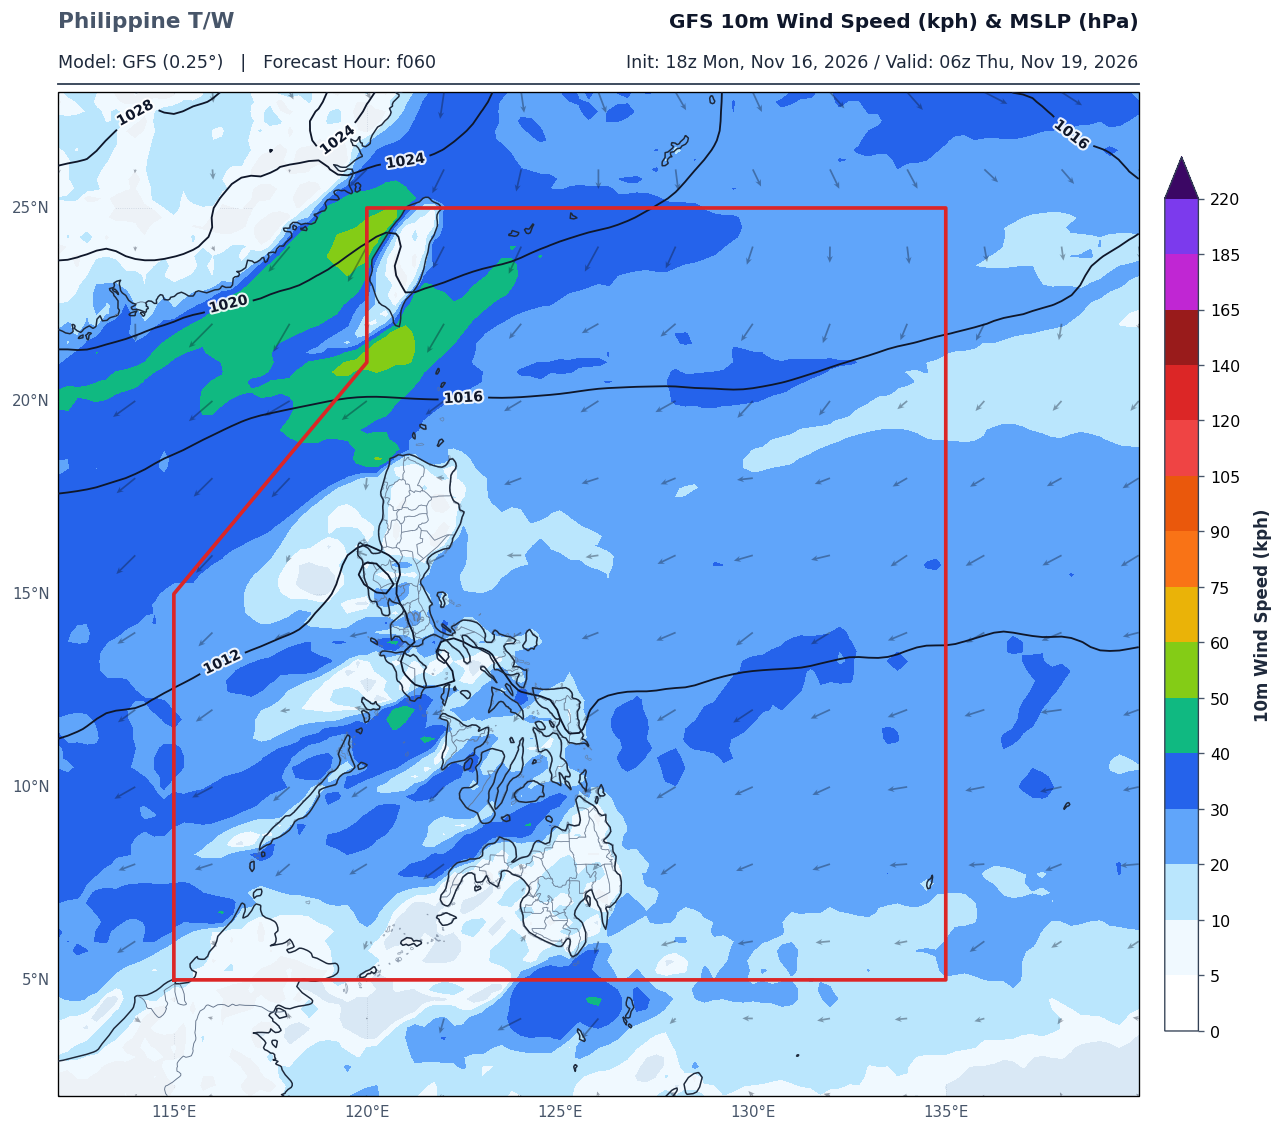 Philippine T/W
GFS 10m Wind Speed (kph) & MSLP (hPa)
Model: GFS (0.25°)   |   Forecast Hour: f060
Init: 18z Mon, Nov 16, 2026 / Valid: 06z Thu, Nov 19, 2026
1028
1024
1024
1016
1020
1016
1012
25°N
20°N
15°N
10°N
5°N
115°E
120°E
125°E
130°E
135°E
220
185
165
140
120
105
90
75
60
50
40
30
20
10
5
0
10m Wind Speed (kph)